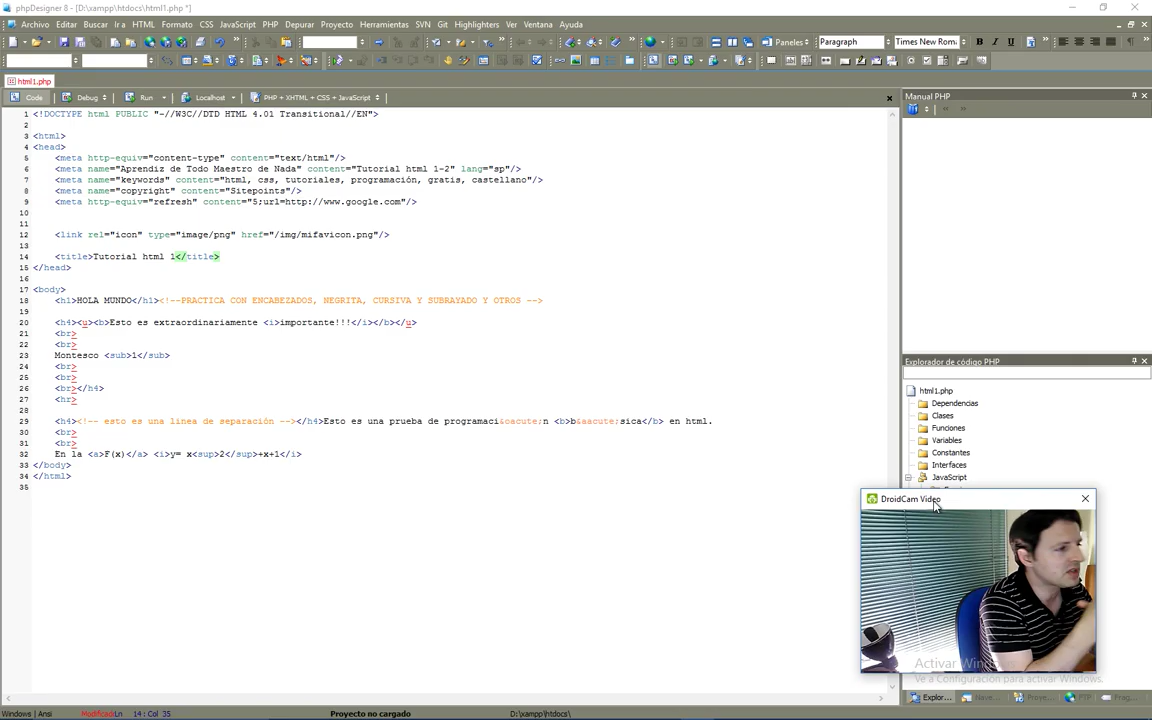 phpDesigner 8 - [D:\xampp\htdocs\html1.php *]
Archivo Editar Buscar Ir a HTML Formato CSS JavaScript PHP Depurar Proyecto Herramientas SVN Git Highlighters Ver Ventana Ayuda
Paneles Paragraph Times New Rom. B I U
html1.php
Code Debug Run Localhost PHP + XHTML + CSS + JavaScript
1 <!DOCTYPE html PUBLIC "-//W3C//DTD HTML 4.01 Transitional//EN">
2
3 <html>
4 <head>
5 <meta http-equiv="content-type" content="text/html"/>
6 <meta name="Aprendiz de Todo Maestro de Nada" content="Tutorial html 1-2" lang="sp"/>
7 <meta name="keywords" content="html, css, tutoriales, programación, gratis, castellano"/>
8 <meta name="copyright" content="Sitepoints"/>
9 <meta http-equiv="refresh" content="5;url=http://www.google.com"/>
10
11
12 <link rel="icon" type="image/png" href="/img/mifavicon.png"/>
13
14 <title>Tutorial html 1</title>
15 </head>
16
17 <body>
18 <h1>HOLA MUNDO</h1><!--PRACTICA CON ENCABEZADOS, NEGRITA, CURSIVA Y SUBRAYADO Y OTROS -->
19
20 <h4><u><b>Esto es extraordinariamente <i>importante!!!</i></b></u>
21 <br>
22 <br>
23 Montesco <sub>1</sub>
24 <br>
25 <br>
26 <br></h4>
27 <hr>
28
29 <h4><!-- esto es una linea de separación --></h4>Esto es una prueba de programaci&oacute;n <b>b&aacute;sica</b> en html.
30 <br>
31 <br>
32 En la <a>F(x)</a> <i>y= x<sup>2</sup>+x+1</i>
33 </body>
34 </html>
35
Manual PHP
Explorador de código PHP
html1.php
Dependencias
Clases
Funciones
Variables
Constantes
Interfaces
JavaScript
DroidCam Video
Activar Windows
Ve a Configuración para activar Windows.
Explor... Nave... Proye... FTP Prog...
Windows | Ansi Modificado Ln 14 : Col 35 Proyecto no cargado D:\xampp\htdocs\